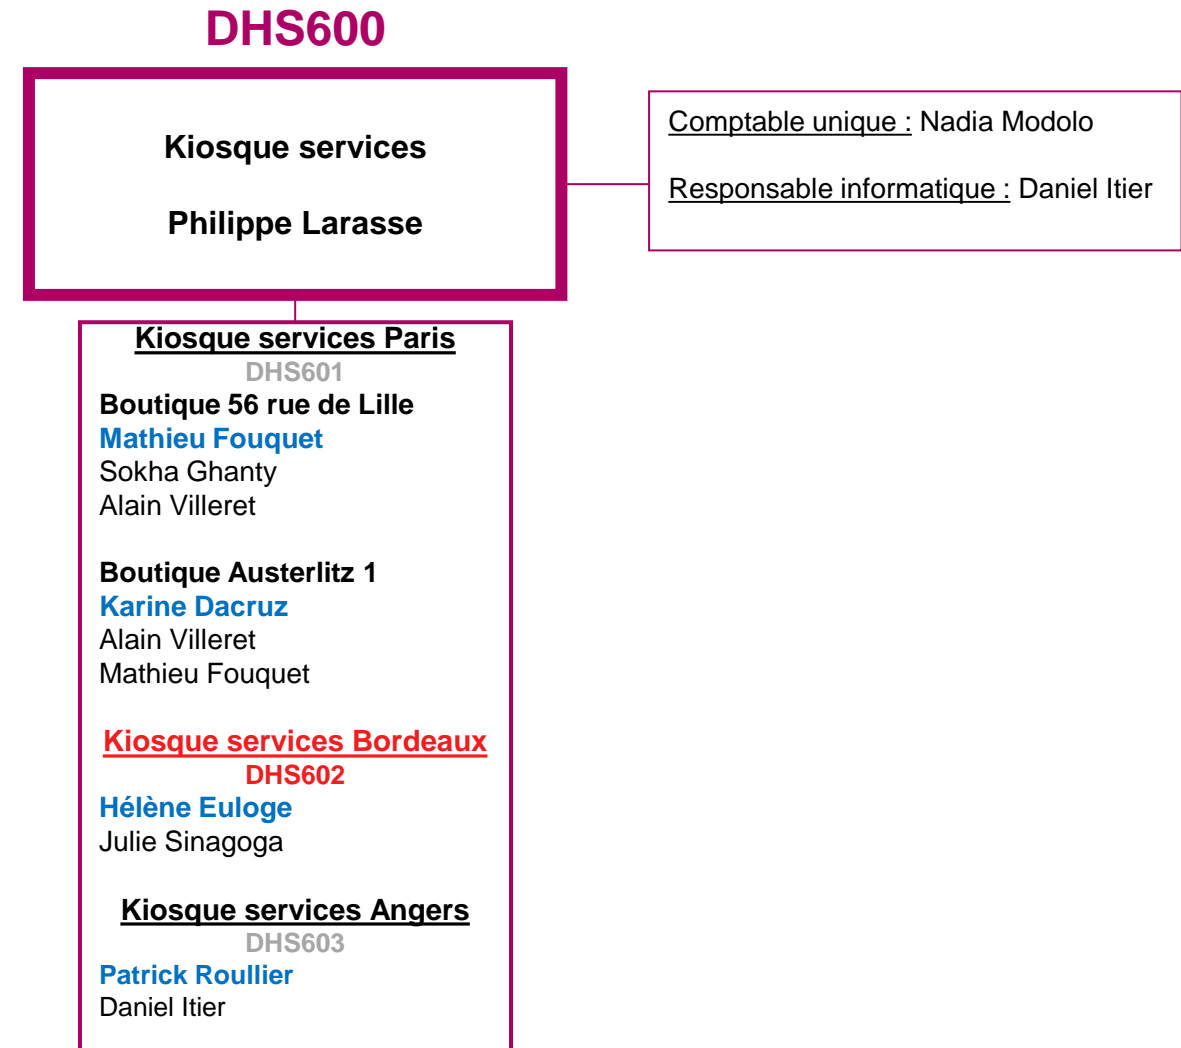 DHS600
Kiosque services
Philippe Larasse
Comptable unique : Nadia Modolo
Responsable informatique : Daniel Itier
Kiosque services Paris
DHS601
Boutique 56 rue de Lille
Mathieu Fouquet
Sokha Ghanty
Alain Villeret
Boutique Austerlitz 1
Karine Dacruz
Alain Villeret
Mathieu Fouquet
Kiosque services Bordeaux
DHS602
Hélène Euloge
Julie Sinagoga
Kiosque services Angers
DHS603
Patrick Roullier
Daniel Itier